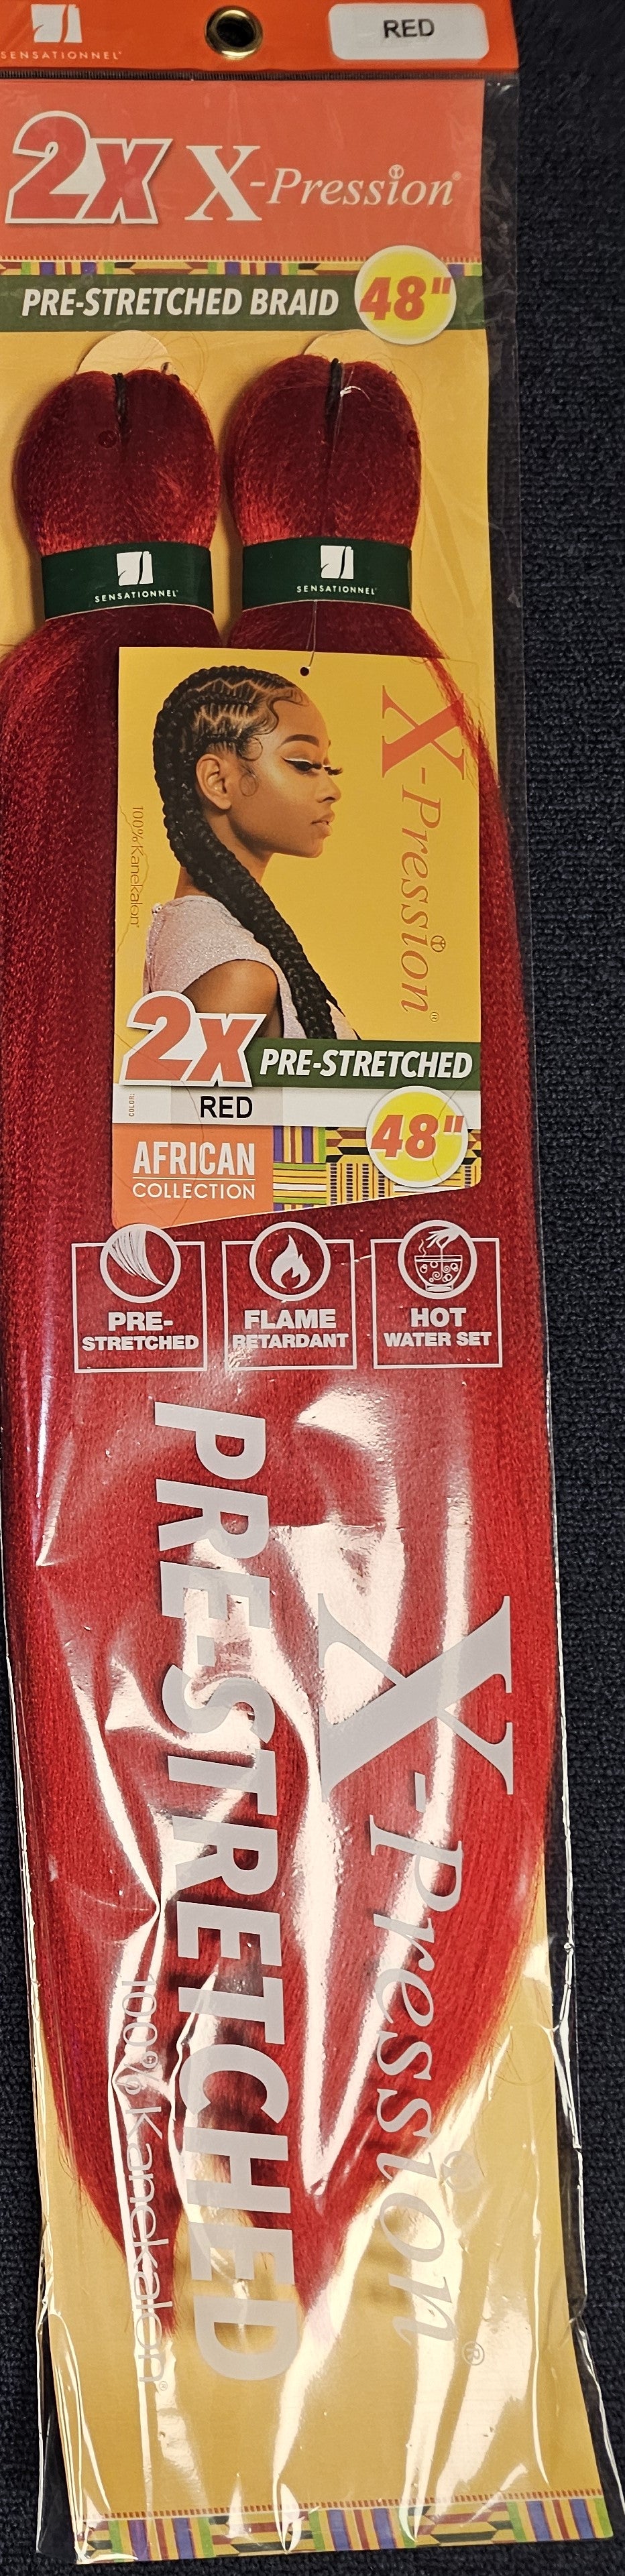 SENSATIONNEL
RED
2X X-Pression®
PRE-STRETCHED BRAID 48"
SENSATIONNEL
SENSATIONNEL
X-Pression®
100% Kanekalon
2X PRE-STRETCHED
COLOR:
RED
48"
AFRICAN
COLLECTION
PRE-
STRETCHED
FLAME
RETARDANT
HOT
WATER SET
PRE-STRETCHED
X-Pression®
100% Kanekalon®